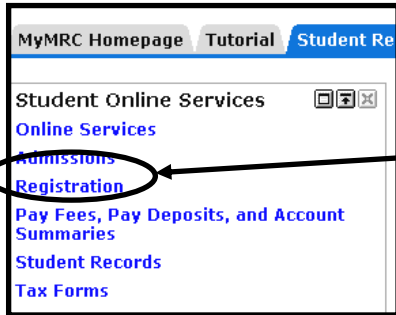 MyMRC Homepage Tutorial Student Re
Student Online Services
Online Services
Admissions
Registration
Pay Fees, Pay Deposits, and Account
Summaries
Student Records
Tax Forms